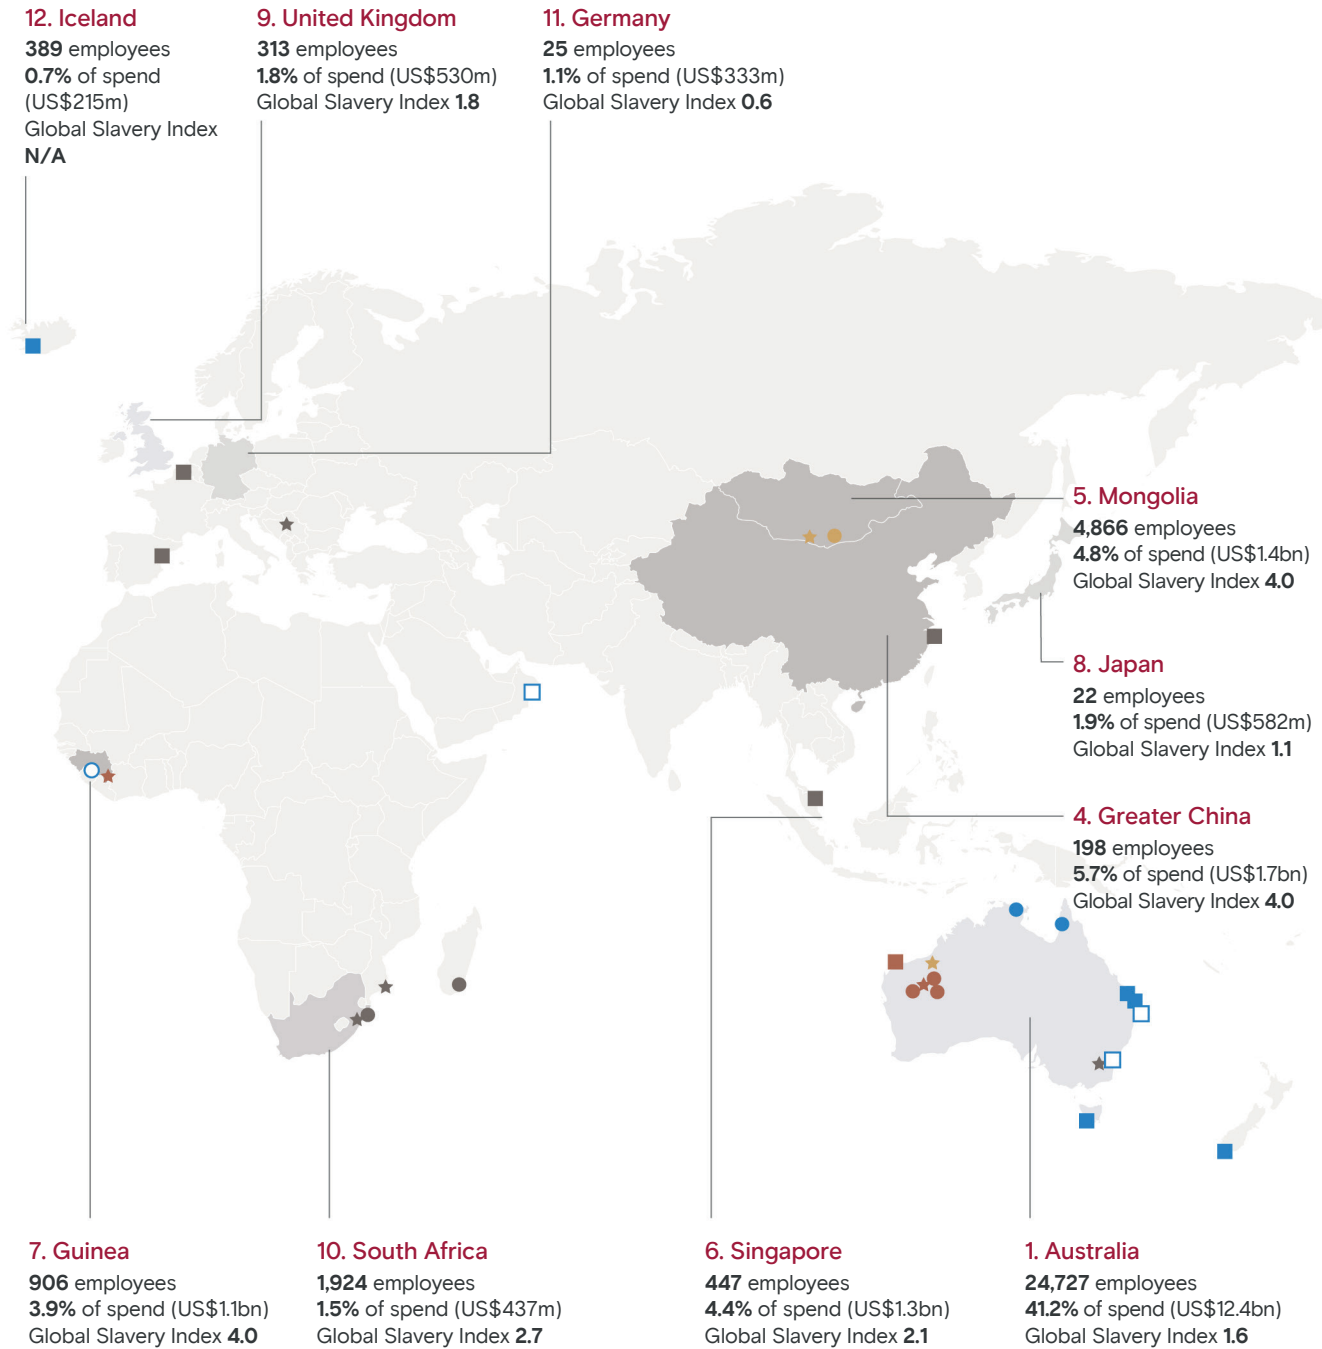 12. Iceland
389 employees
0.7% of spend
(US$215m)
Global Slavery Index
N/A
9. United Kingdom
313 employees
1.8% of spend (US$530m)
Global Slavery Index 1.8
11. Germany
25 employees
1.1% of spend (US$333m)
Global Slavery Index 0.6
5. Mongolia
4,866 employees
4.8% of spend (US$1.4bn)
Global Slavery Index 4.0
8. Japan
22 employees
1.9% of spend (US$582m)
Global Slavery Index 1.1
4. Greater China
198 employees
5.7% of spend (US$1.7bn)
Global Slavery Index 4.0
7. Guinea
906 employees
3.9% of spend (US$1.1bn)
Global Slavery Index 4.0
10. South Africa
1,924 employees
1.5% of spend (US$437m)
Global Slavery Index 2.7
6. Singapore
447 employees
4.4% of spend (US$1.3bn)
Global Slavery Index 2.1
1. Australia
24,727 employees
41.2% of spend (US$12.4bn)
Global Slavery Index 1.6